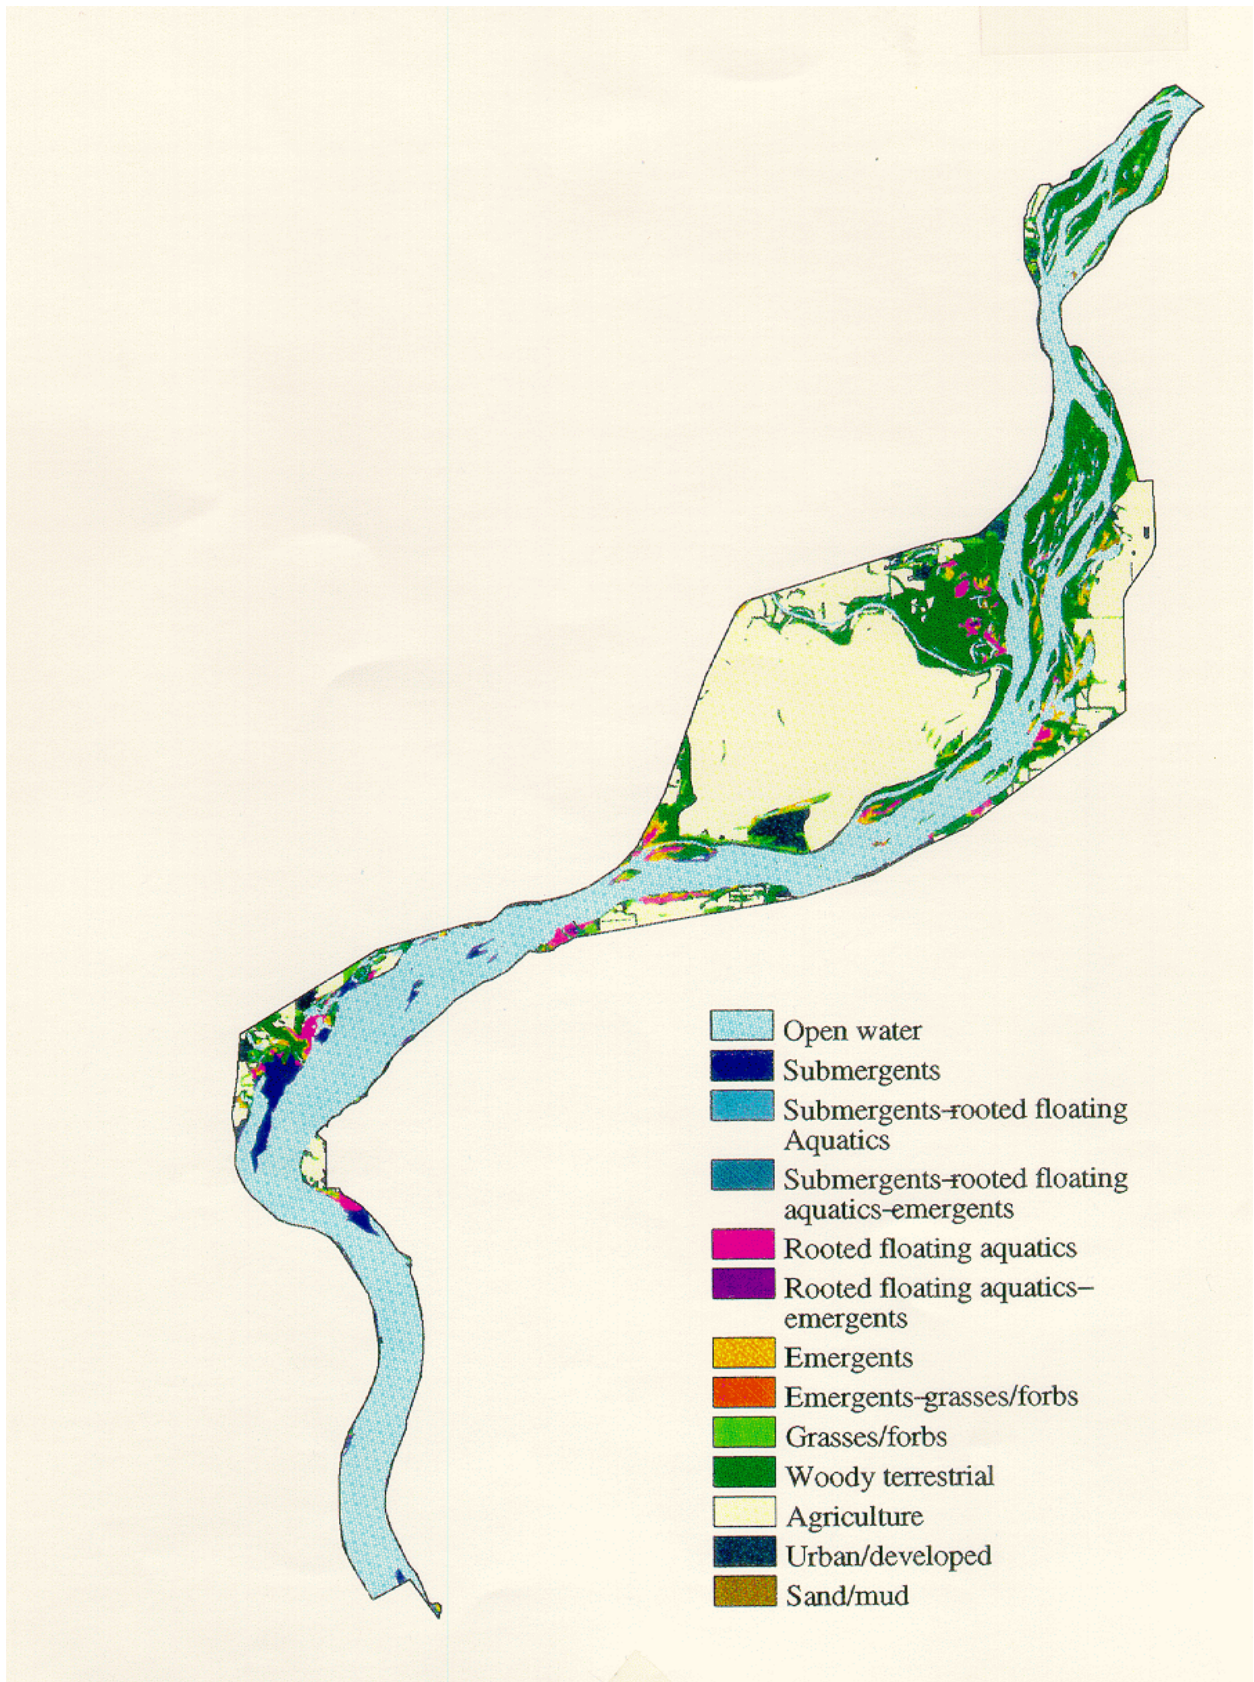 Open water
Submergents
Submergents-rooted floating
Aquatics
Submergents-rooted floating
aquatics-emergents
Rooted floating aquatics
Rooted floating aquatics–
emergents
Emergents
Emergents-grasses/forbs
Grasses/forbs
Woody terrestrial
Agriculture
Urban/developed
Sand/mud